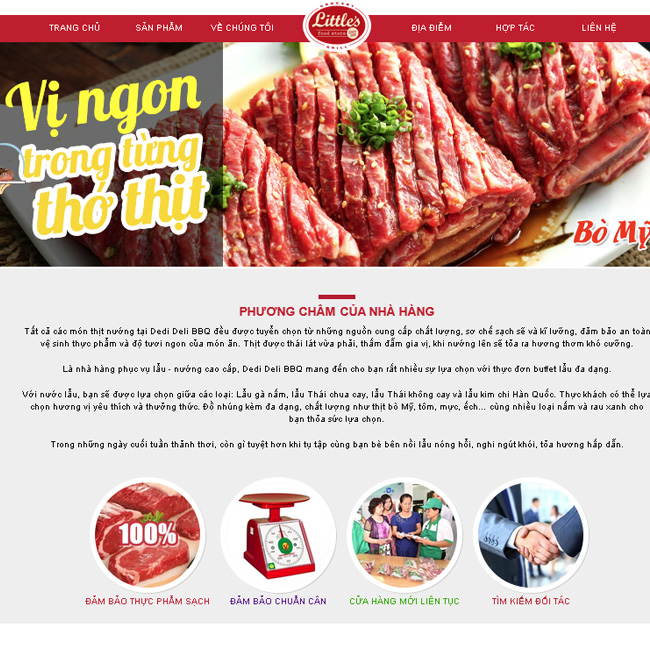 TRANG CHỦ SẢN PHẨM VỀ CHÚNG TÔI ĐỊA ĐIỂM HỢP TÁC LIÊN HỆ
Little's
food store
GRILL
Vị ngon
trong từng
thớ thịt
Bò Mỹ
PHƯƠNG CHÂM CỦA NHÀ HÀNG
Tất cả các món thịt nướng tại Dedi Deli BBQ đều được tuyển chọn từ những nguồn cung cấp chất lượng, sơ chế sạch sẽ và kĩ lưỡng, đảm bảo an toàn
vệ sinh thực phẩm và độ tươi ngon của món ăn. Thịt được thái lát vừa phải, thấm đẫm gia vị, khi nướng lên sẽ tỏa ra hương thơm khó cưỡng.
Là nhà hàng phục vụ lẩu - nướng cao cấp, Dedi Deli BBQ mang đến cho bạn rất nhiều sự lựa chọn với thực đơn buffet lẩu đa dạng.
Với nước lẩu, bạn sẽ được lựa chọn giữa các loại: Lẩu gà nấm, lẩu Thái chua cay, lẩu Thái không cay và lẩu kim chi Hàn Quốc. Thực khách có thể lựa
chọn hương vị yêu thích và thưởng thức. Đồ nhúng kèm đa dạng, chất lượng như thịt bò Mỹ, tôm, mực, ếch... cùng nhiều loại nấm và rau xanh cho
bạn thỏa sức lựa chọn.
Trong những ngày cuối tuần thảnh thơi, còn gì tuyệt hơn khi tụ tập cùng bạn bè bên nồi lẩu nóng hổi, nghi ngút khói, tỏa hương hấp dẫn.
100%
ĐẢM BẢO THỰC PHẨM SẠCH ĐẢM BẢO CHUẨN CÂN CỬA HÀNG MỚI LIÊN TỤC TÌM KIẾM ĐỐI TÁC